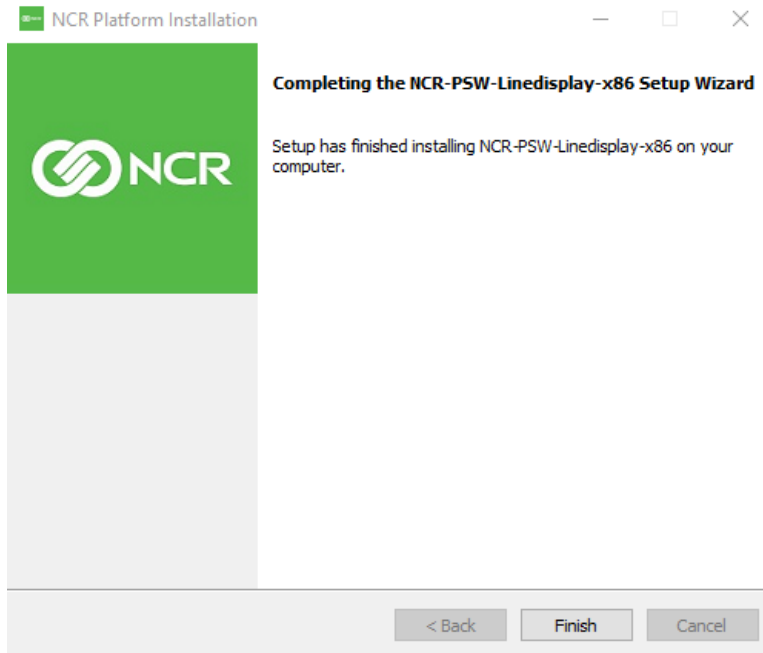 NCR Platform Installation
Completing the NCR-PSW-Linedisplay-x86 Setup Wizard
Setup has finished installing NCR-PSW-Linedisplay-x86 on your
computer.
NCR
< Back
Finish
Cancel